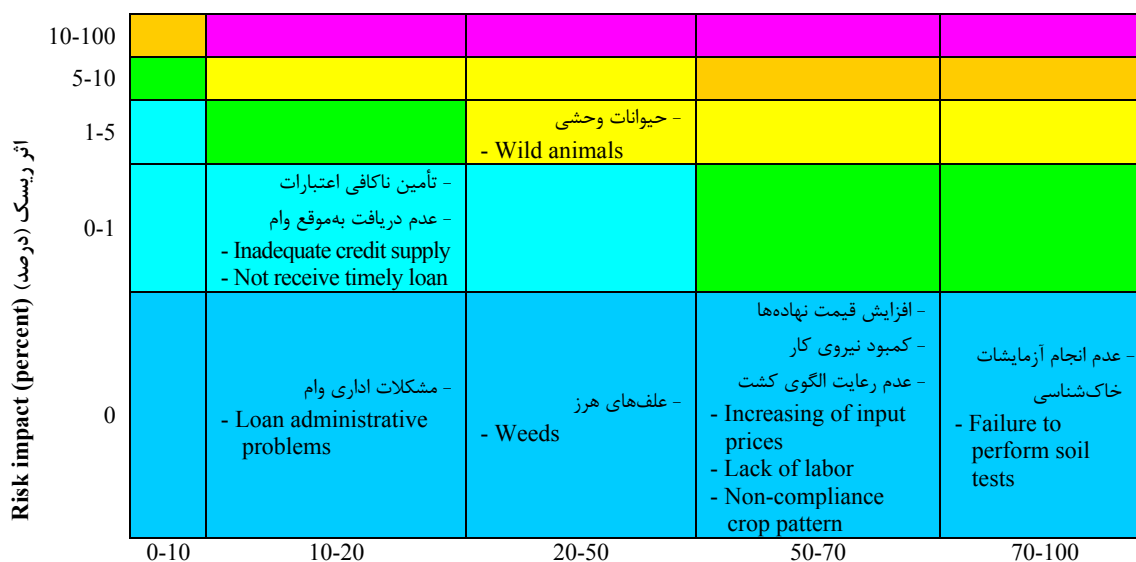 10-100
5-10
1-5
- حیوانات وحشی
- Wild animals
0-1
- تأمین ناکافی اعتبارات
- عدم دریافت به‌موقع وام
- Inadequate credit supply
- Not receive timely loan
0
- مشکلات اداری وام
- Loan administrative
problems
- علف‌های هرز
- Weeds
- افزایش قیمت نهاده‌ها
- کمبود نیروی کار
- عدم رعایت الگوی کشت
- Increasing of input
prices
- Lack of labor
- Non-compliance
crop pattern
- عدم انجام آزمایشات
خاک‌شناسی
- Failure to
perform soil
tests
0-10
10-20
20-50
50-70
70-100
اثر ریسک (درصد)
Risk impact (percent)